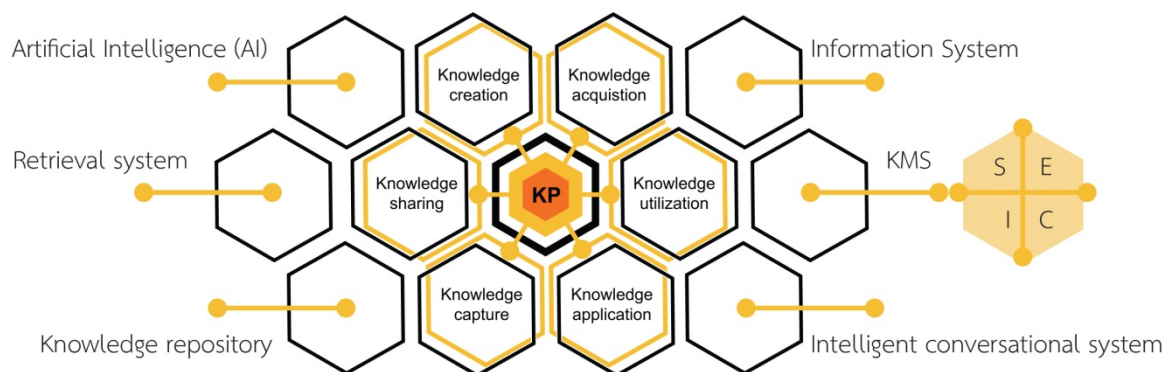 Artificial Intelligence (AI)
Knowledge
creation
Knowledge
acquistion
Information System
Retrieval system
Knowledge
sharing
KP
Knowledge
utilization
KMS
S E
I C
Knowledge repository
Knowledge
capture
Knowledge
application
Intelligent conversational system